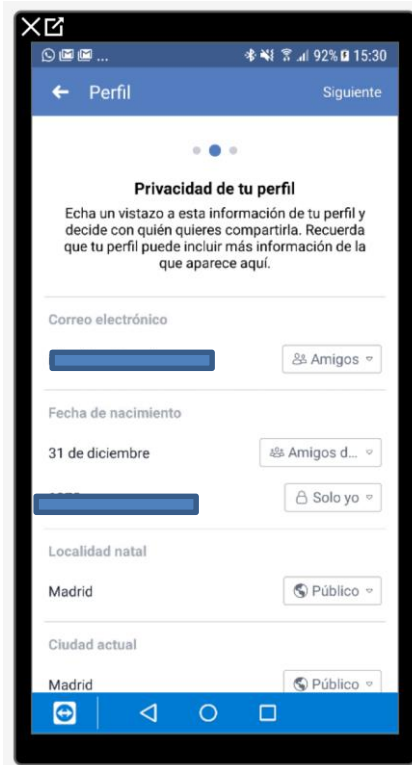 ... 92% 15:30
Perfil Siguiente
Privacidad de tu perfil
Echa un vistazo a esta información de tu perfil y
decide con quién quieres compartirla. Recuerda
que tu perfil puede incluir más información de la
que aparece aquí.
Correo electrónico
Amigos
Fecha de nacimiento
31 de diciembre Amigos d...
Solo yo
Localidad natal
Madrid Público
Ciudad actual
Madrid Público